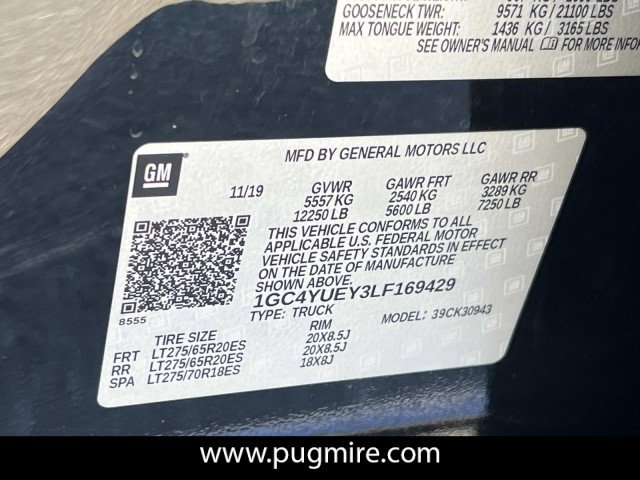 GOOSENECK TWR: 9571 KG / 21100 LBS
MAX TONGUE WEIGHT: 1436 KG / 3165 LBS
SEE OWNER'S MANUAL FOR MORE INFO
GM
MFD BY GENERAL MOTORS LLC
11/19 GVWR GAWR FRT GAWR RR
5557 KG 2540 KG 3289 KG
12250 LB 5600 LB 7250 LB
THIS VEHICLE CONFORMS TO ALL
APPLICABLE U.S. FEDERAL MOTOR
VEHICLE SAFETY STANDARDS IN EFFECT
ON THE DATE OF MANUFACTURE
SHOWN ABOVE.
1GC4YUEY3LF169429
8555
TYPE: TRUCK MODEL: 39CK30943
TIRE SIZE RIM
FRT LT275/65R20ES 20X8.5J
RR LT275/65R20ES 20X8.5J
SPA LT275/70R18ES 18X8J
www.pugmire.com